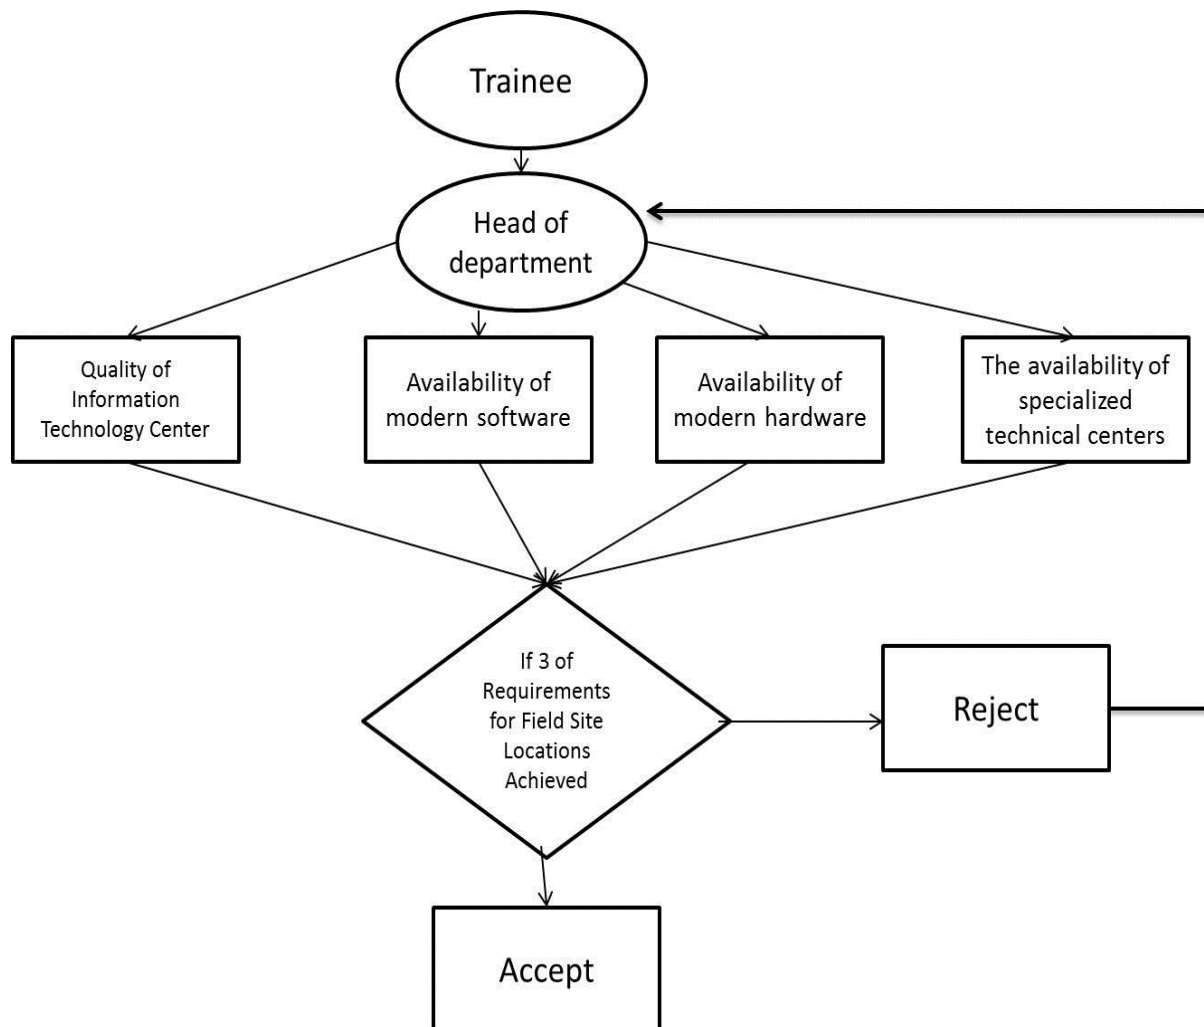 Trainee
Head of
department
Quality of
Information
Technology Center
Availability of
modern software
Availability of
modern hardware
The availability of
specialized
technical centers
If 3 of
Requirements
for Field Site
Locations
Achieved
Reject
Accept